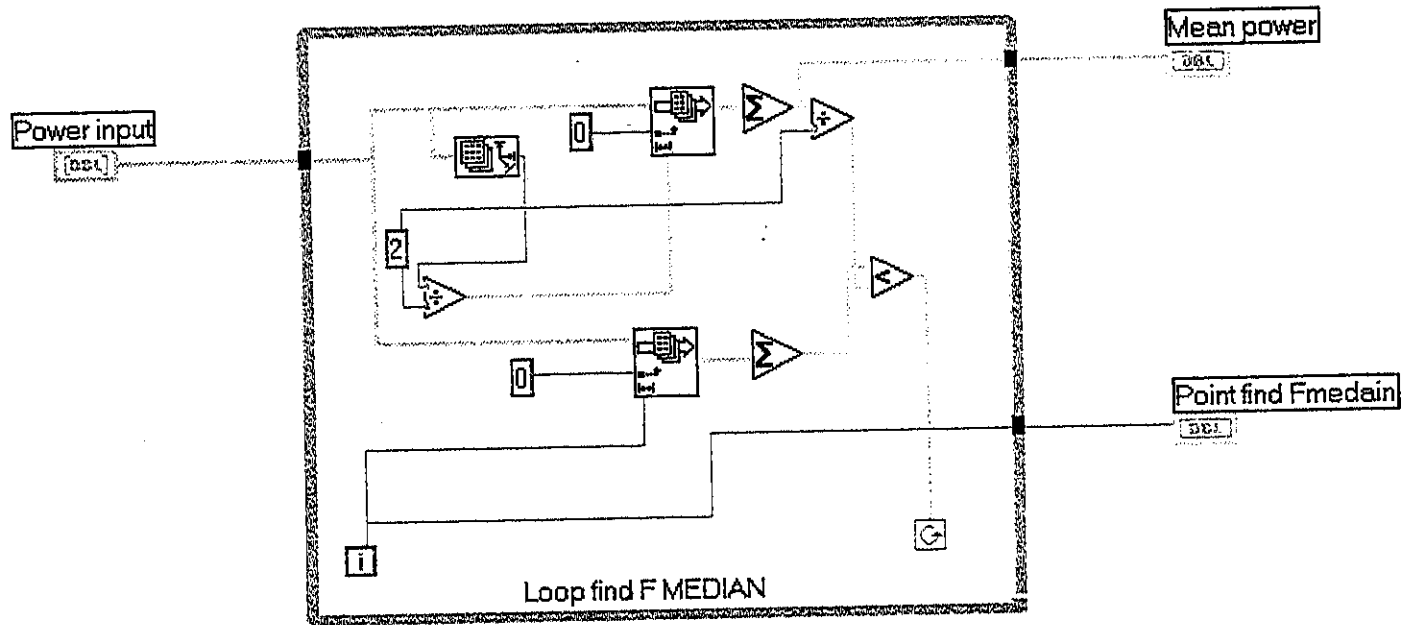 Mean power
DBL
Power input
[DBL]
0
Σ
÷
2
÷
<
0
Σ
Point find Fmedain
DBL
i
Loop find F MEDIAN